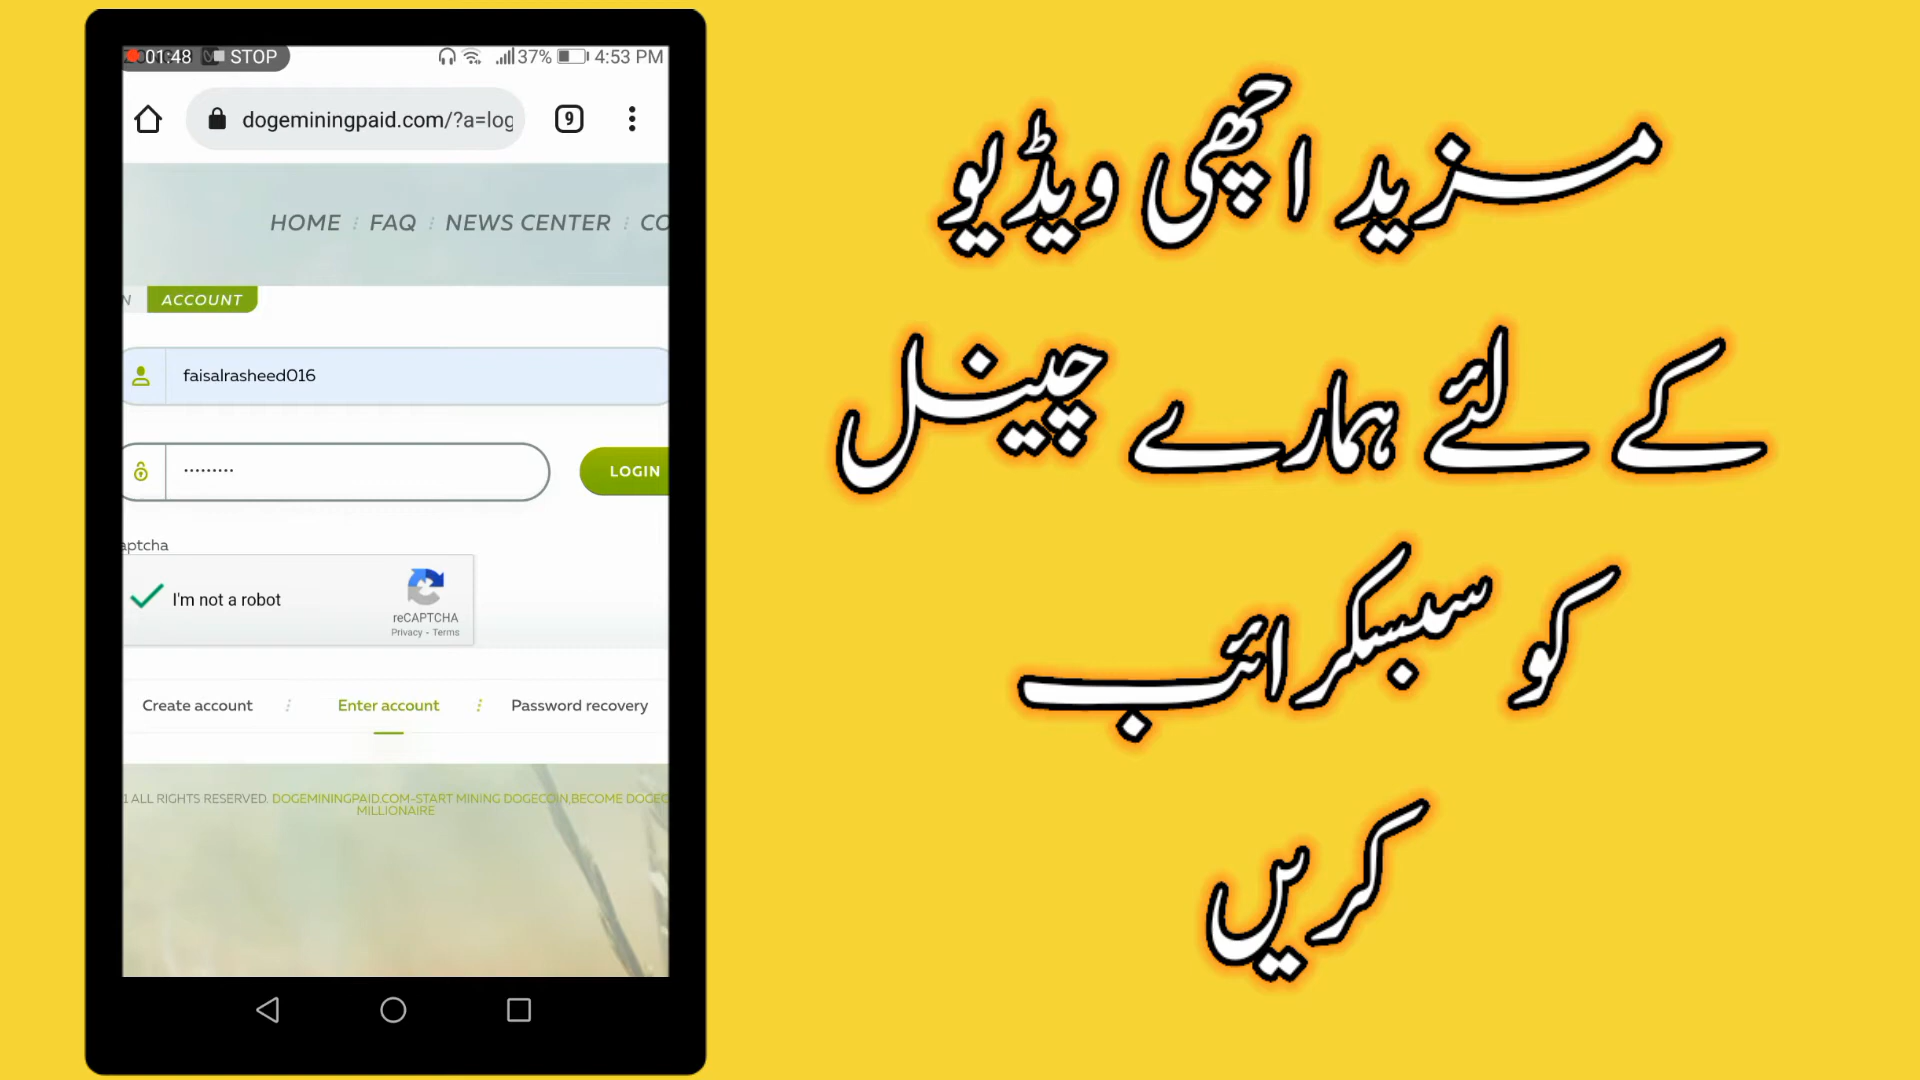 01:48 STOP 37% 4:53 PM
dogeminingpaid.com/?a=log 9
HOME FAQ NEWS CENTER CO
N ACCOUNT
faisalrasheed016
LOGIN
aptcha
I'm not a robot
reCAPTCHA
Privacy - Terms
Create account Enter account Password recovery
1 ALL RIGHTS RESERVED. DOGEMININGPAID.COM-START MINING DOGECOIN,BECOME DOGEC
MILLIONAIRE
مزید اچھی ویڈیو
کے لئے ہمارے چینل
کو سبسکرائب
کریں